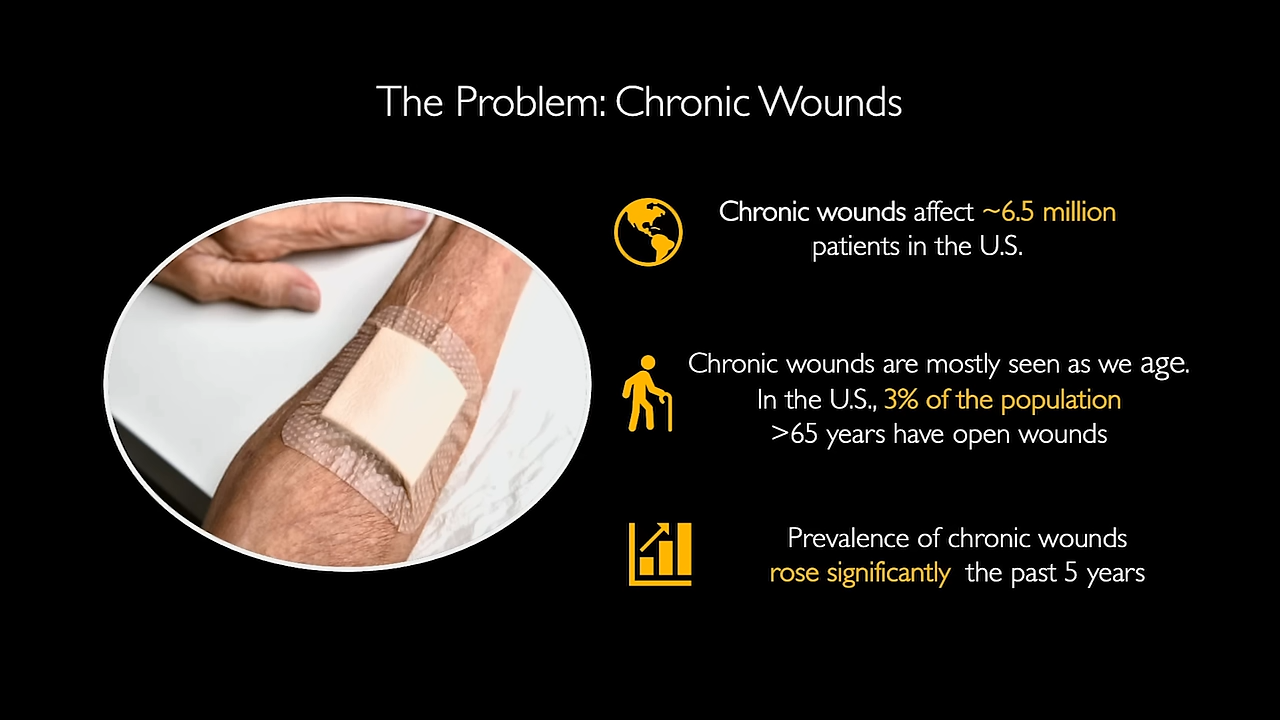 The Problem: Chronic Wounds
Chronic wounds affect ~6.5 million
patients in the U.S.
Chronic wounds are mostly seen as we age.
In the U.S., 3% of the population
>65 years have open wounds
Prevalence of chronic wounds
rose significantly  the past 5 years